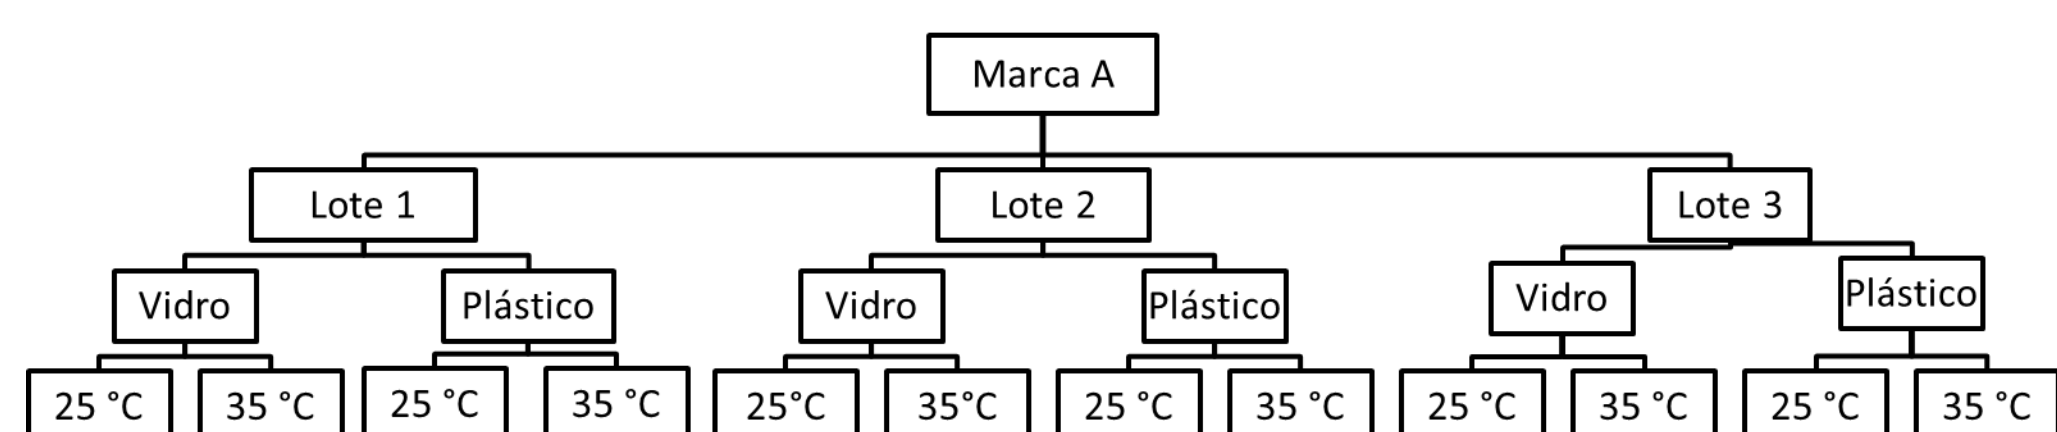 Marca A
Lote 1 Lote 2 Lote 3
Vidro Plástico Vidro Plástico Vidro Plástico
25 °C 35 °C 25 °C 35 °C 25°C 35°C 25 °C 35 °C 25 °C 35 °C 25 °C 35 °C